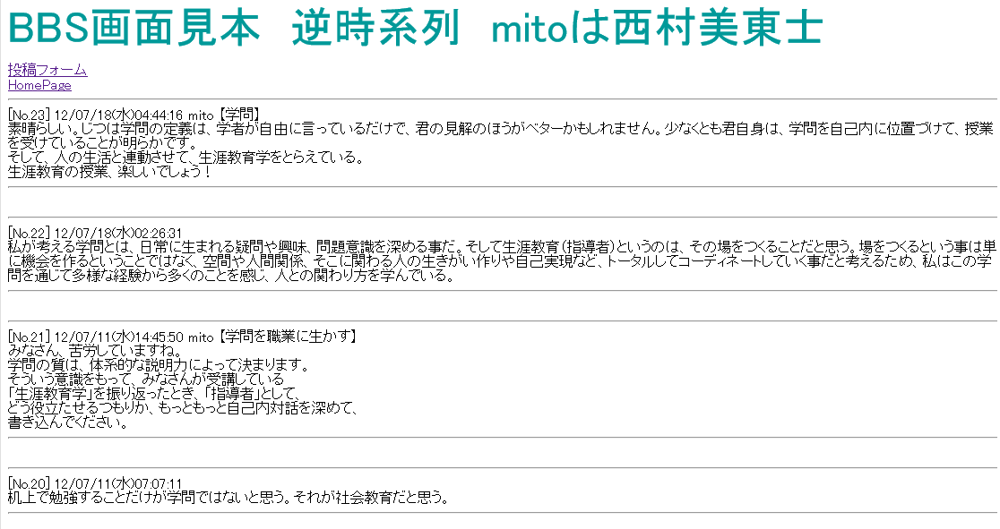 BBS画面見本　逆時系列　mitoは西村美東士
投稿フォーム
HomePage
[No.23] 12/07/18(水)04:44:16 mito 【学問】
素晴らしい。じつは学問の定義は、学者が自由に言っているだけで、君の見解のほうがベターかもしれません。少なくとも君自身は、学問を自己内に位置づけて、授業
を受けていることが明らかです。
そして、人の生活と連動させて、生涯教育学をとらえている。
生涯教育の授業、楽しいでしょう！
[No.22] 12/07/18(水)02:26:31
私が考える学問とは、日常に生まれる疑問や興味、問題意識を深める事だ。そして生涯教育（指導者）というのは、その場をつくることだと思う。場をつくるという事は単
に機会を作るということではなく、空間や人間関係、そこに関わる人の生きがい作りや自己実現など、トータルしてコーディネートしていく事だと考えるため、私はこの学
問を通じて多様な経験から多くのことを感じ、人との関わり方を学んでいる。
[No.21] 12/07/11(水)14:45:50 mito 【学問を職業に生かす】
みなさん、苦労していますね。
学問の質は、体系的な説明力によって決まります。
そういう意識をもって、みなさんが受講している
「生涯教育学」を振り返ったとき、「指導者」として、
どう役立たせるつもりか、もっともっと自己内対話を深めて、
書き込んでください。
[No.20] 12/07/11(水)07:07:11
机上で勉強することだけが学問ではないと思う。それが社会教育だと思う。